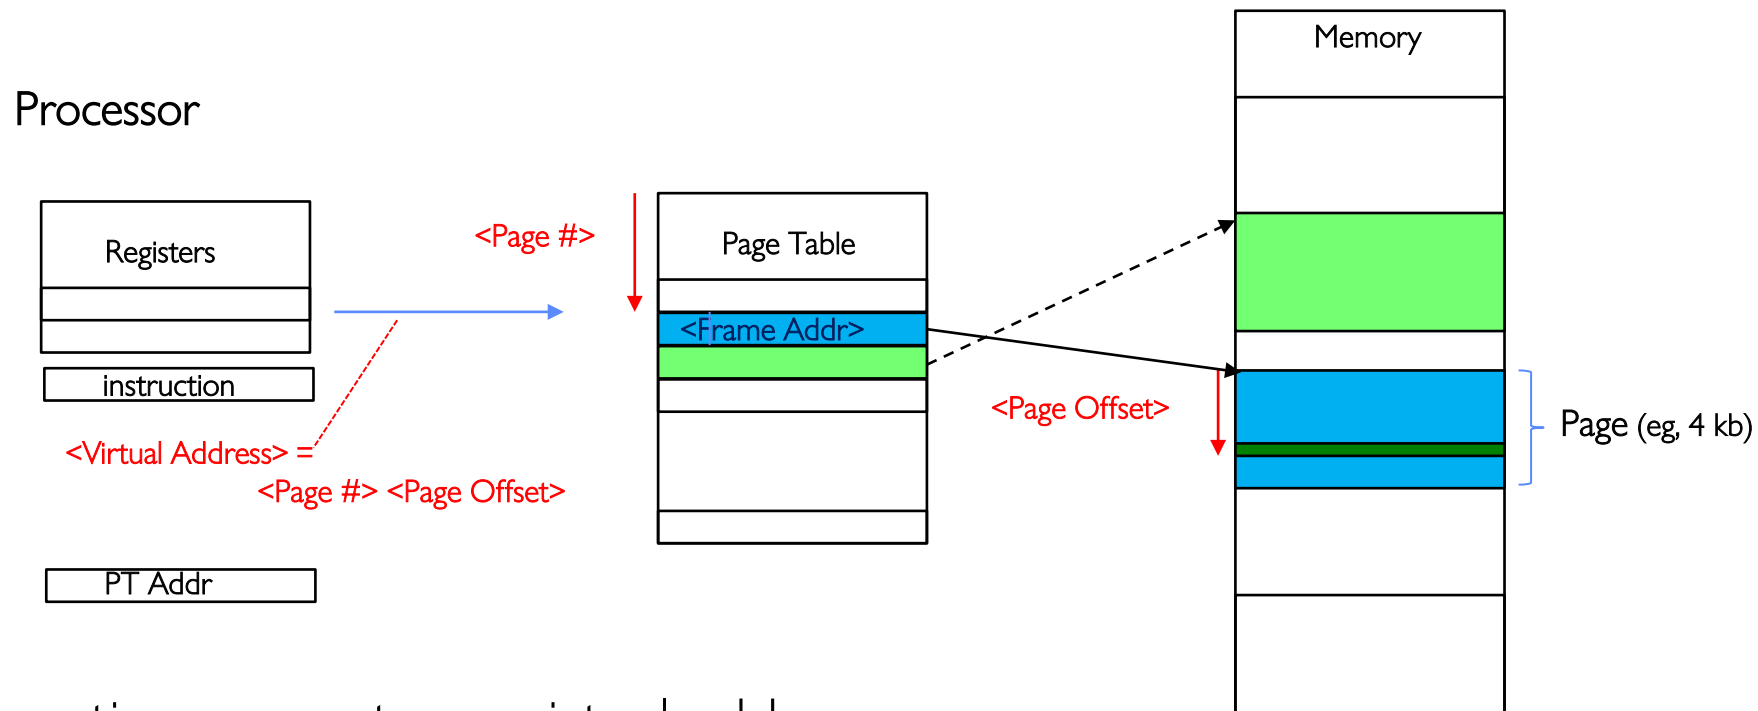 Memory
Processor
Registers
<Page #>
Page Table
<Frame Addr>
instruction
<Page Offset>
Page (eg, 4 kb)
<Virtual Address> =
<Page #> <Page Offset>
PT Addr